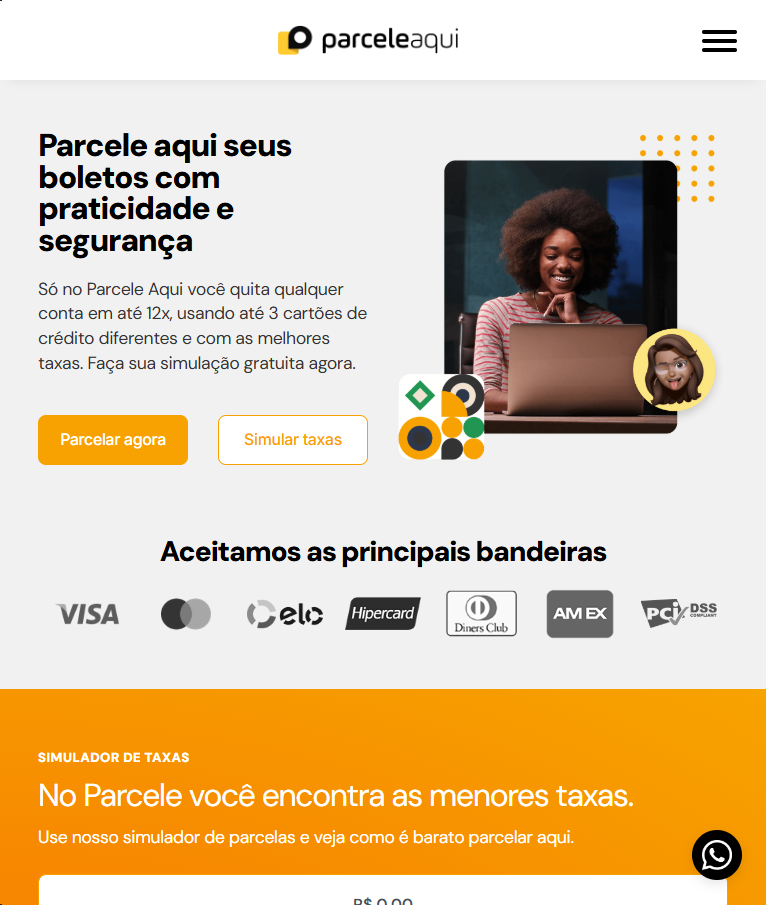 parceleaqui
Parcele aqui seus
boletos com
praticidade e
segurança
Só no Parcele Aqui você quita qualquer
conta em até 12x, usando até 3 cartões de
crédito diferentes e com as melhores
taxas. Faça sua simulação gratuita agora.
Parcelar agora
Simular taxas
Aceitamos as principais bandeiras
VISA
elo
Hipercard
Diners Club
AM EX
PCI DSS
COMPLIANT
SIMULADOR DE TAXAS
No Parcele você encontra as menores taxas.
Use nosso simulador de parcelas e veja como é barato parcelar aqui.
R$ 0,00